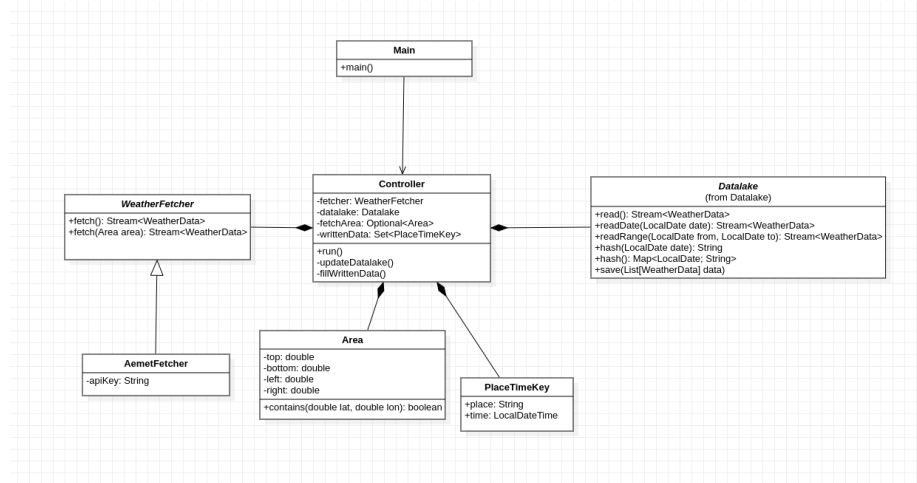 Main
+main()
Controller
-fetcher: WeatherFetcher
-datalake: Datalake
-fetchArea: Optional<Area>
-writtenData: Set<PlaceTimeKey>
+run()
-updateDatalake()
-fillWrittenData()
WeatherFetcher
+fetch(): Stream<WeatherData>
+fetch(Area area): Stream<WeatherData>
Datalake
(from Datalake)
+read(): Stream<WeatherData>
+readDate(LocalDate date): Stream<WeatherData>
+readRange(LocalDate from, LocalDate to): Stream<WeatherData>
+hash(LocalDate date): String
+hash(): Map<LocalDate; String>
+save(List[WeatherData] data)
AemetFetcher
-apiKey: String
Area
-top: double
-bottom: double
-left: double
-right: double
+contains(double lat, double lon): boolean
PlaceTimeKey
+place: String
+time: LocalDateTime